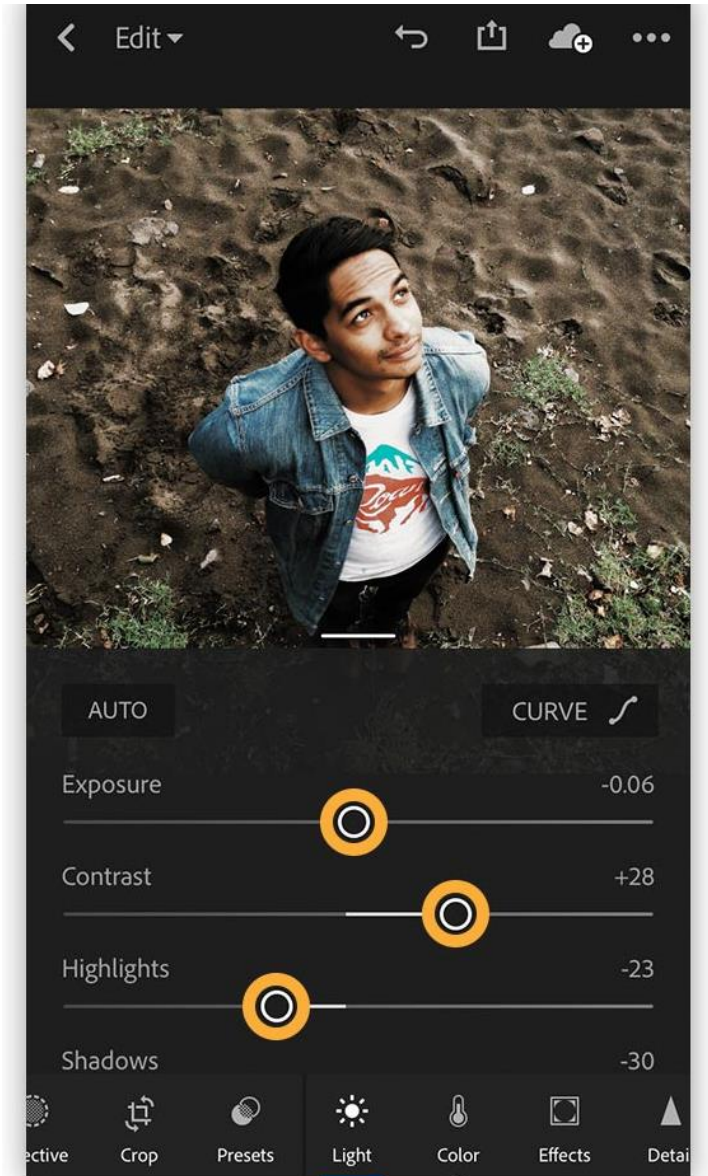 Edit
AUTO
CURVE
Exposure -0.06
Contrast +28
Highlights -23
Shadows -30
ective Crop Presets Light Color Effects Detai